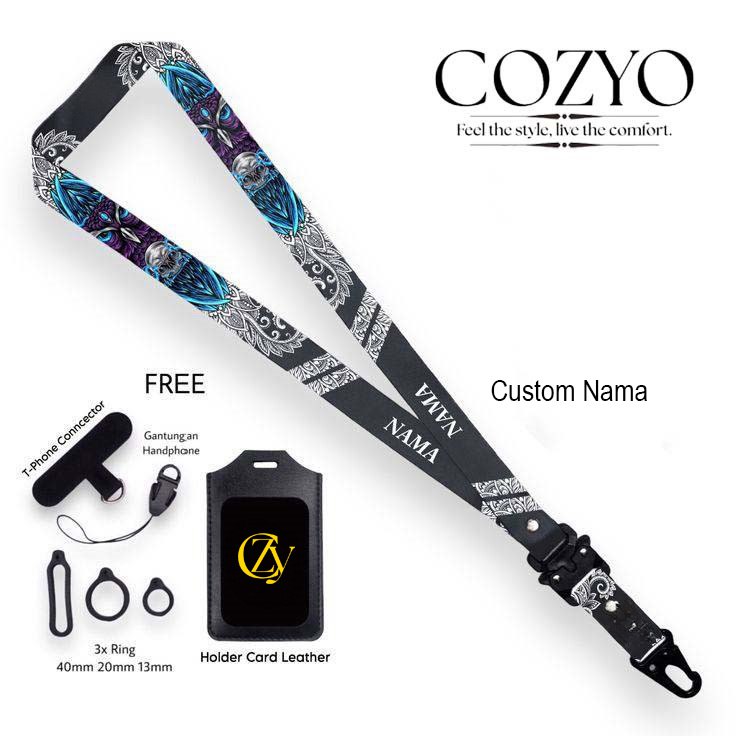 COZYO
Feel the style, live the comfort.
FREE
Custom Nama
NAMA
NAMA
T-Phone Conncector
Gantungan
Handphone
CZy
3x Ring
40mm 20mm 13mm
Holder Card Leather